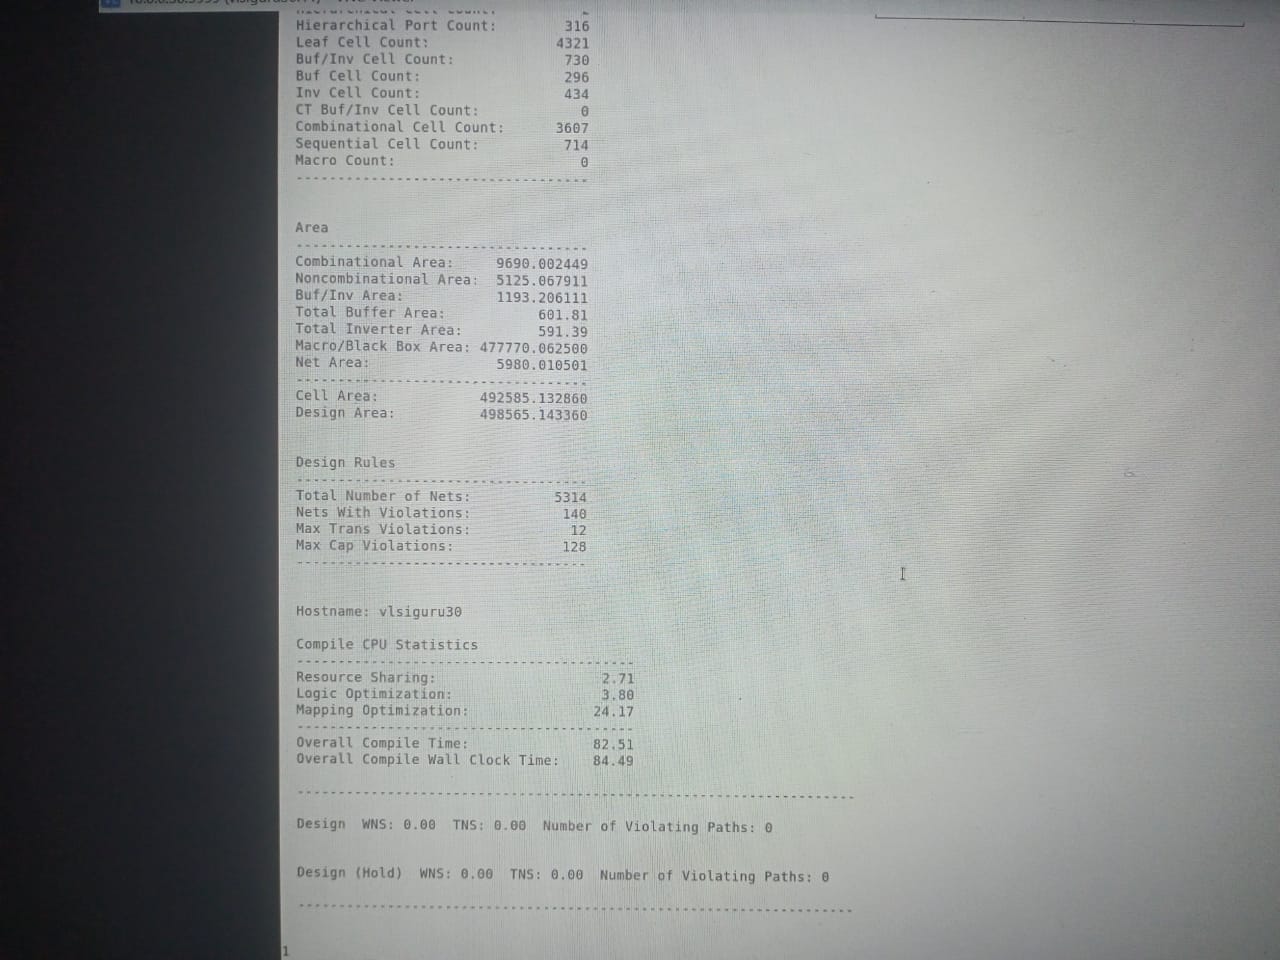 Hierarchical Port Count: 316
Leaf Cell Count: 4321
Buf/Inv Cell Count: 730
Buf Cell Count: 296
Inv Cell Count: 434
CT Buf/Inv Cell Count: 0
Combinational Cell Count: 3607
Sequential Cell Count: 714
Macro Count: 0
-----------------------------------
Area
-----------------------------------
Combinational Area: 9690.002449
Noncombinational Area: 5125.067911
Buf/Inv Area: 1193.206111
Total Buffer Area: 601.81
Total Inverter Area: 591.39
Macro/Black Box Area: 477770.062500
Net Area: 5980.010501
-----------------------------------
Cell Area: 492585.132860
Design Area: 498565.143360
Design Rules
-----------------------------------
Total Number of Nets: 5314
Nets With Violations: 140
Max Trans Violations: 12
Max Cap Violations: 128
-----------------------------------
Hostname: vlsiguru30
Compile CPU Statistics
-----------------------------------------
Resource Sharing: 2.71
Logic Optimization: 3.80
Mapping Optimization: 24.17
-----------------------------------------
Overall Compile Time: 82.51
Overall Compile Wall Clock Time: 84.49
--------------------------------------------------------------------
Design WNS: 0.00 TNS: 0.00 Number of Violating Paths: 0
Design (Hold) WNS: 0.00 TNS: 0.00 Number of Violating Paths: 0
--------------------------------------------------------------------
1